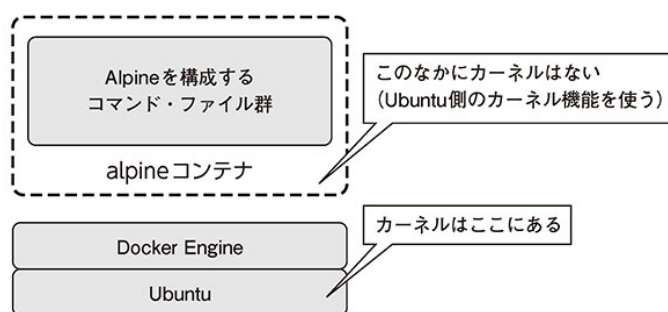 Alpineを構成する
コマンド・ファイル群
alpineコンテナ
このなかにカーネルはない
(Ubuntu側のカーネル機能を使う)
Docker Engine
Ubuntu
カーネルはここにある